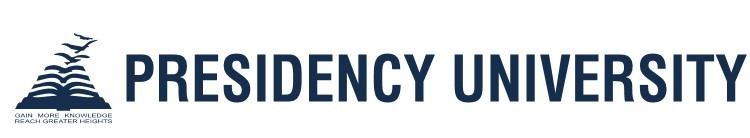 PRESIDENCY UNIVERSITY
GAIN MORE KNOWLEDGE
REACH GREATER HEIGHTS